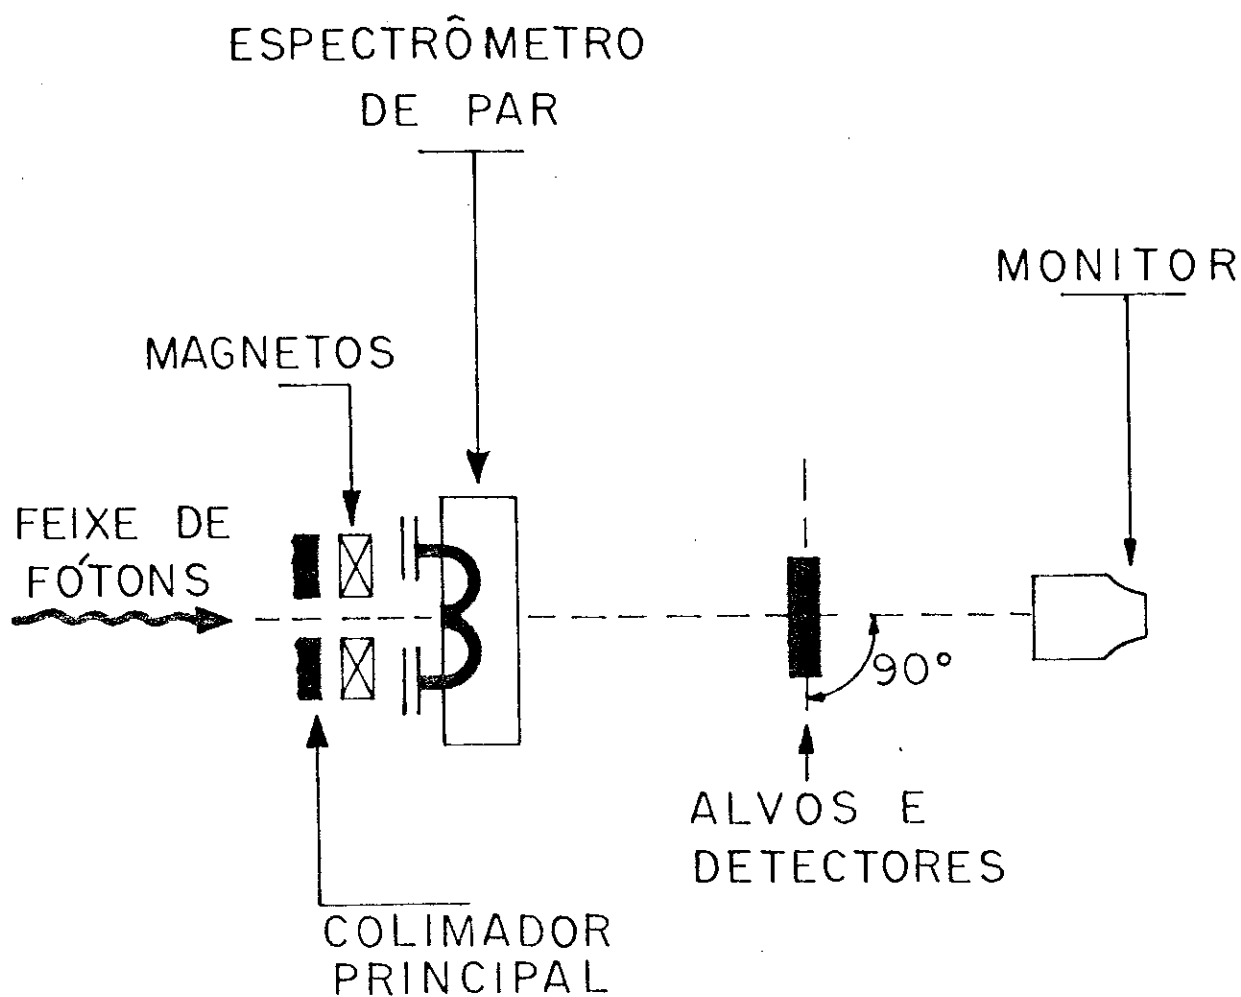 ESPECTRÔMETRO
DE PAR
MONITOR
MAGNETOS
FEIXE DE
FÓTONS
90°
ALVOS E
DETECTORES
COLIMADOR
PRINCIPAL